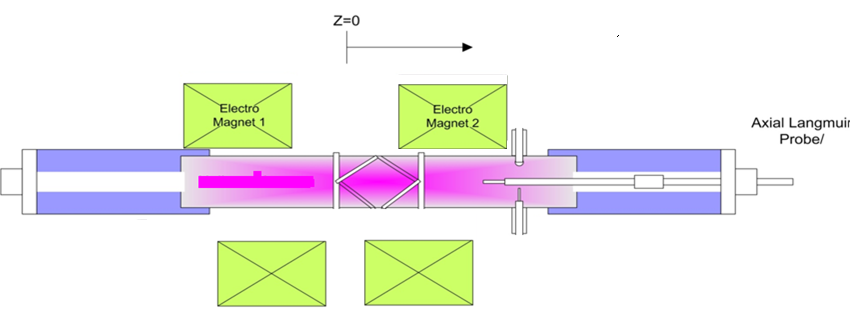 Z=0
Electro
Magnet 1
Electro
Magnet 2
Axial Langmuir
Probe/